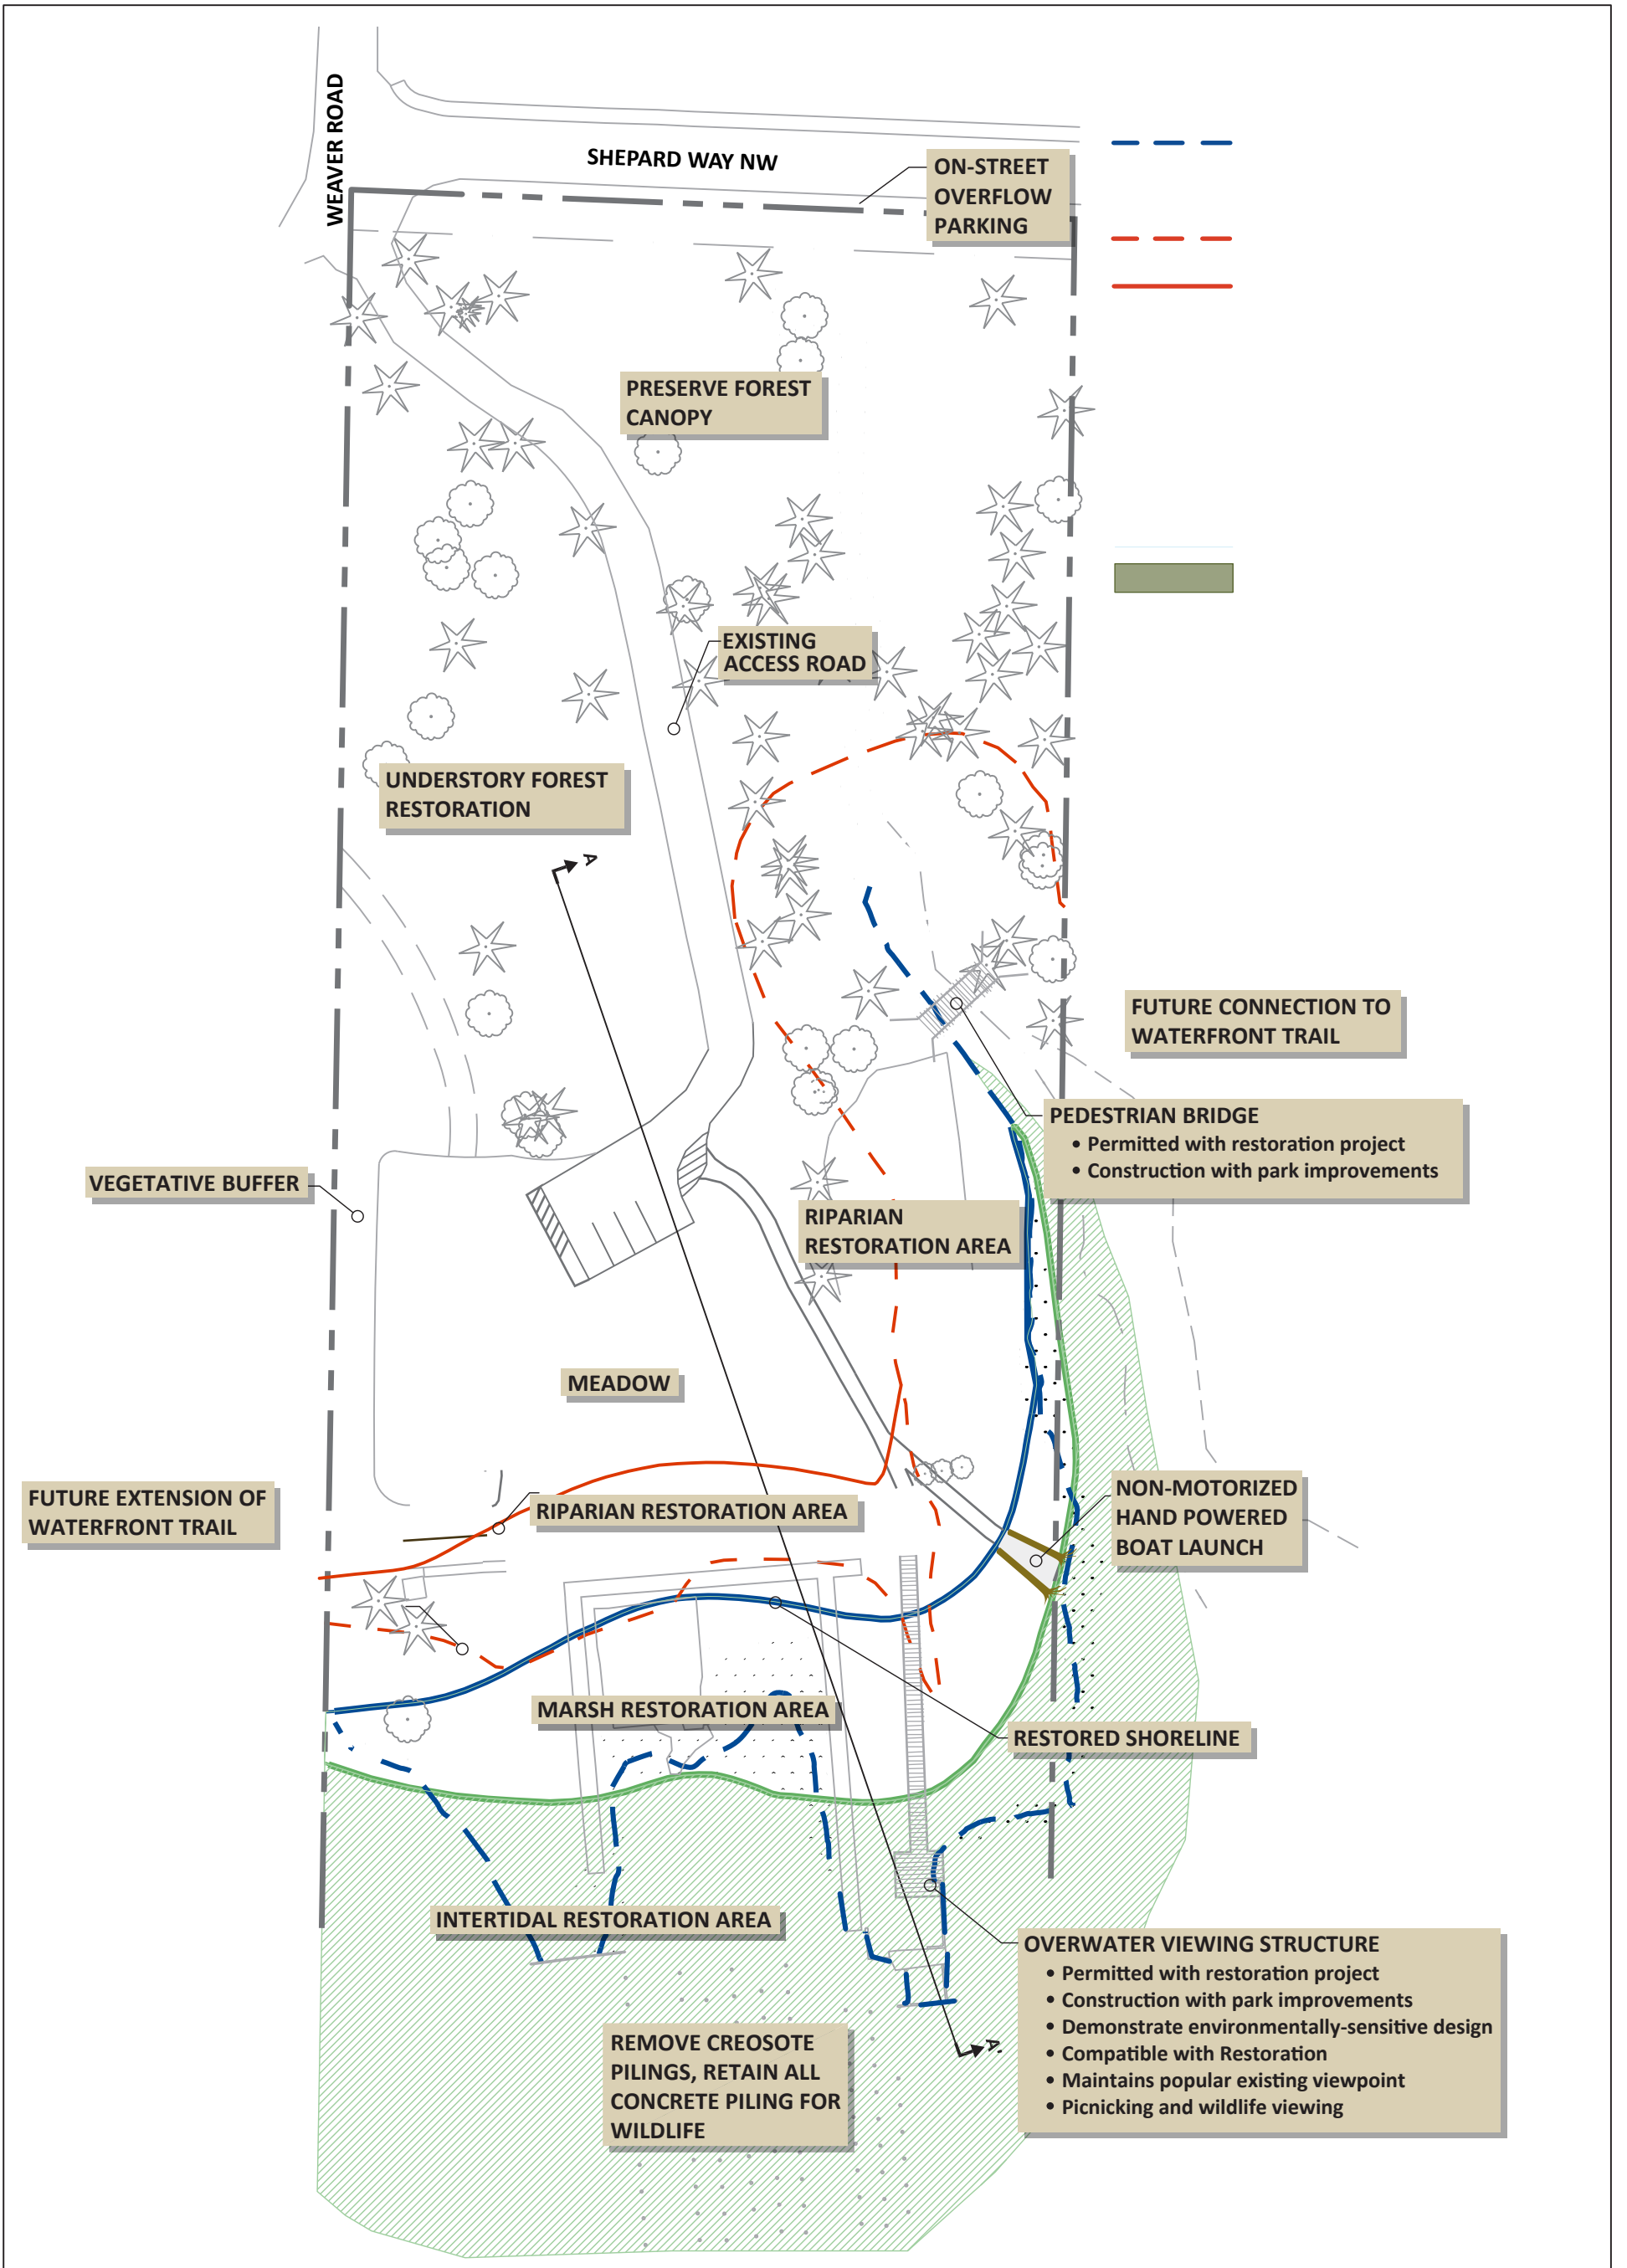 WEAVER ROAD
SHEPARD WAY NW
ON-STREET
OVERFLOW
PARKING
PRESERVE FOREST
CANOPY
EXISTING
ACCESS ROAD
UNDERSTORY FOREST
RESTORATION
A
FUTURE CONNECTION TO
WATERFRONT TRAIL
PEDESTRIAN BRIDGE
• Permitted with restoration project
• Construction with park improvements
VEGETATIVE BUFFER
RIPARIAN
RESTORATION AREA
MEADOW
FUTURE EXTENSION OF
WATERFRONT TRAIL
RIPARIAN RESTORATION AREA
NON-MOTORIZED
HAND POWERED
BOAT LAUNCH
MARSH RESTORATION AREA
RESTORED SHORELINE
INTERTIDAL RESTORATION AREA
OVERWATER VIEWING STRUCTURE
• Permitted with restoration project
• Construction with park improvements
• Demonstrate environmentally-sensitive design
• Compatible with Restoration
• Maintains popular existing viewpoint
• Picnicking and wildlife viewing
REMOVE CREOSOTE
PILINGS, RETAIN ALL
CONCRETE PILING FOR
WILDLIFE
A'